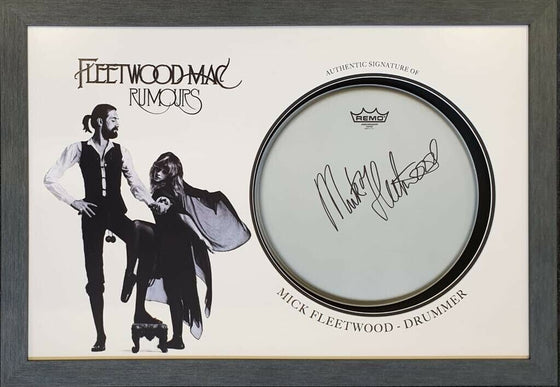 FLEETWOOD MAC
RUMOURS
AUTHENTIC SIGNATURE OF
REMO
Mick Fleetwood
MICK FLEETWOOD - DRUMMER